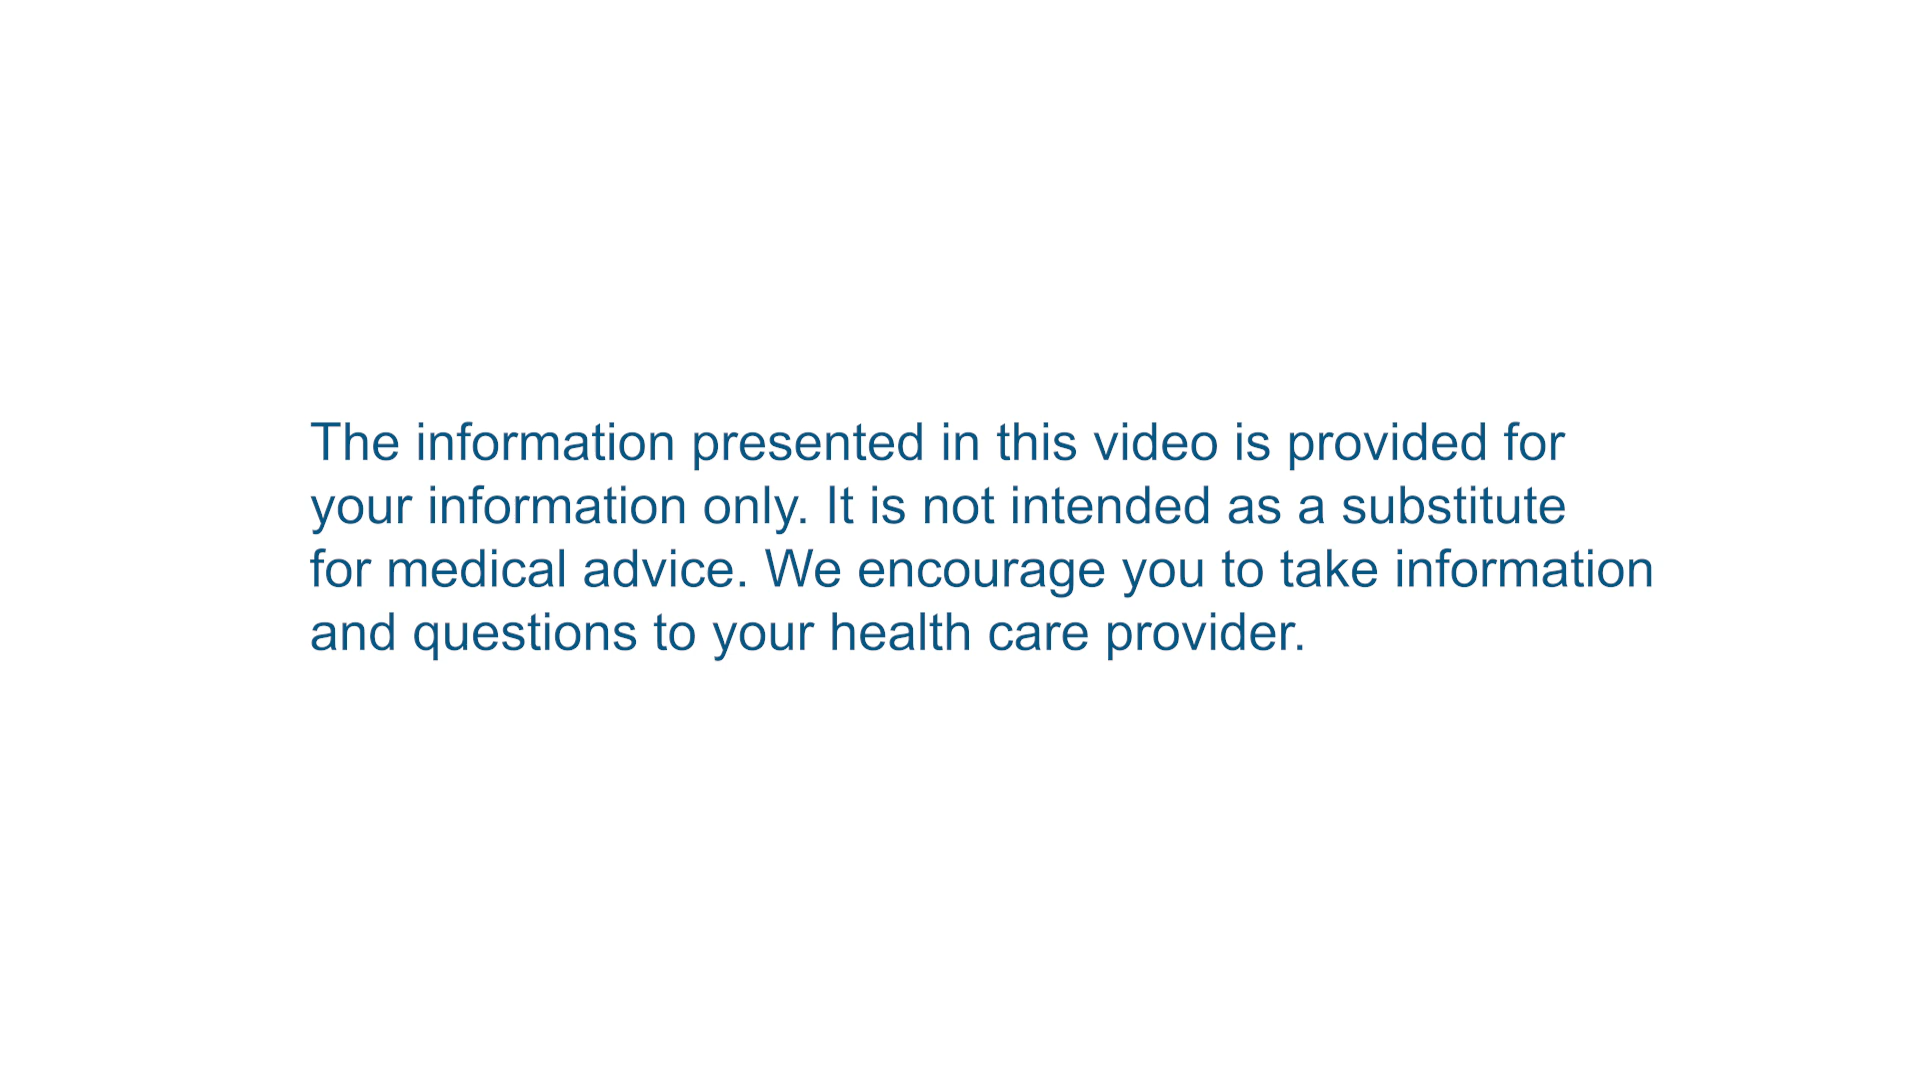 The information presented in this video is provided for
your information only. It is not intended as a substitute
for medical advice. We encourage you to take information
and questions to your health care provider.